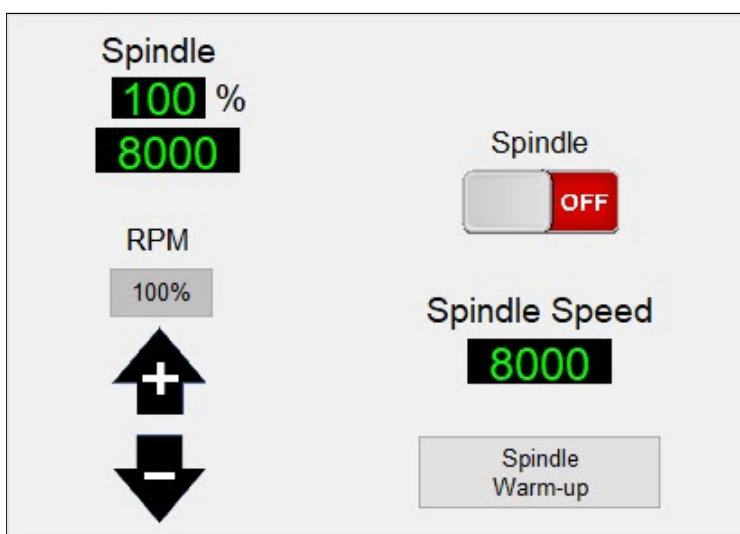 Spindle
100 %
8000
RPM
100%
+
-
Spindle
OFF
Spindle Speed
8000
Spindle
Warm-up